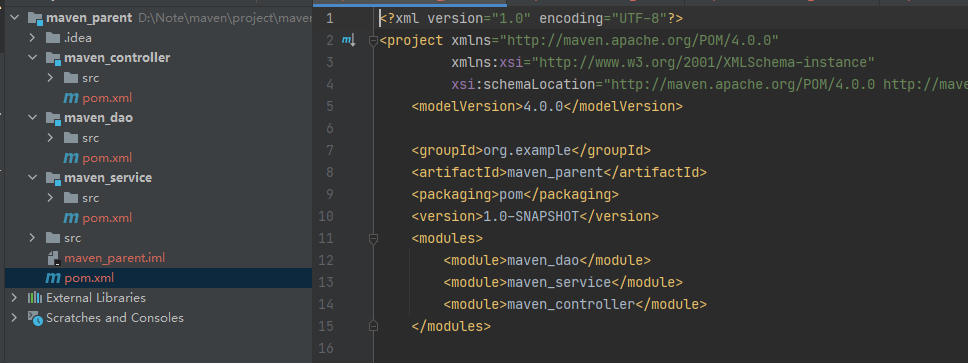 maven_parent D:\Note\maven\project\maven
.idea
maven_controller
src
pom.xml
maven_dao
src
pom.xml
maven_service
src
pom.xml
src
maven_parent.iml
pom.xml
External Libraries
Scratches and Consoles
1 <?xml version="1.0" encoding="UTF-8"?>
2 <project xmlns="http://maven.apache.org/POM/4.0.0"
3 xmlns:xsi="http://www.w3.org/2001/XMLSchema-instance"
4 xsi:schemaLocation="http://maven.apache.org/POM/4.0.0 http://mave
5 <modelVersion>4.0.0</modelVersion>
6
7 <groupId>org.example</groupId>
8 <artifactId>maven_parent</artifactId>
9 <packaging>pom</packaging>
10 <version>1.0-SNAPSHOT</version>
11 <modules>
12 <module>maven_dao</module>
13 <module>maven_service</module>
14 <module>maven_controller</module>
15 </modules>
16